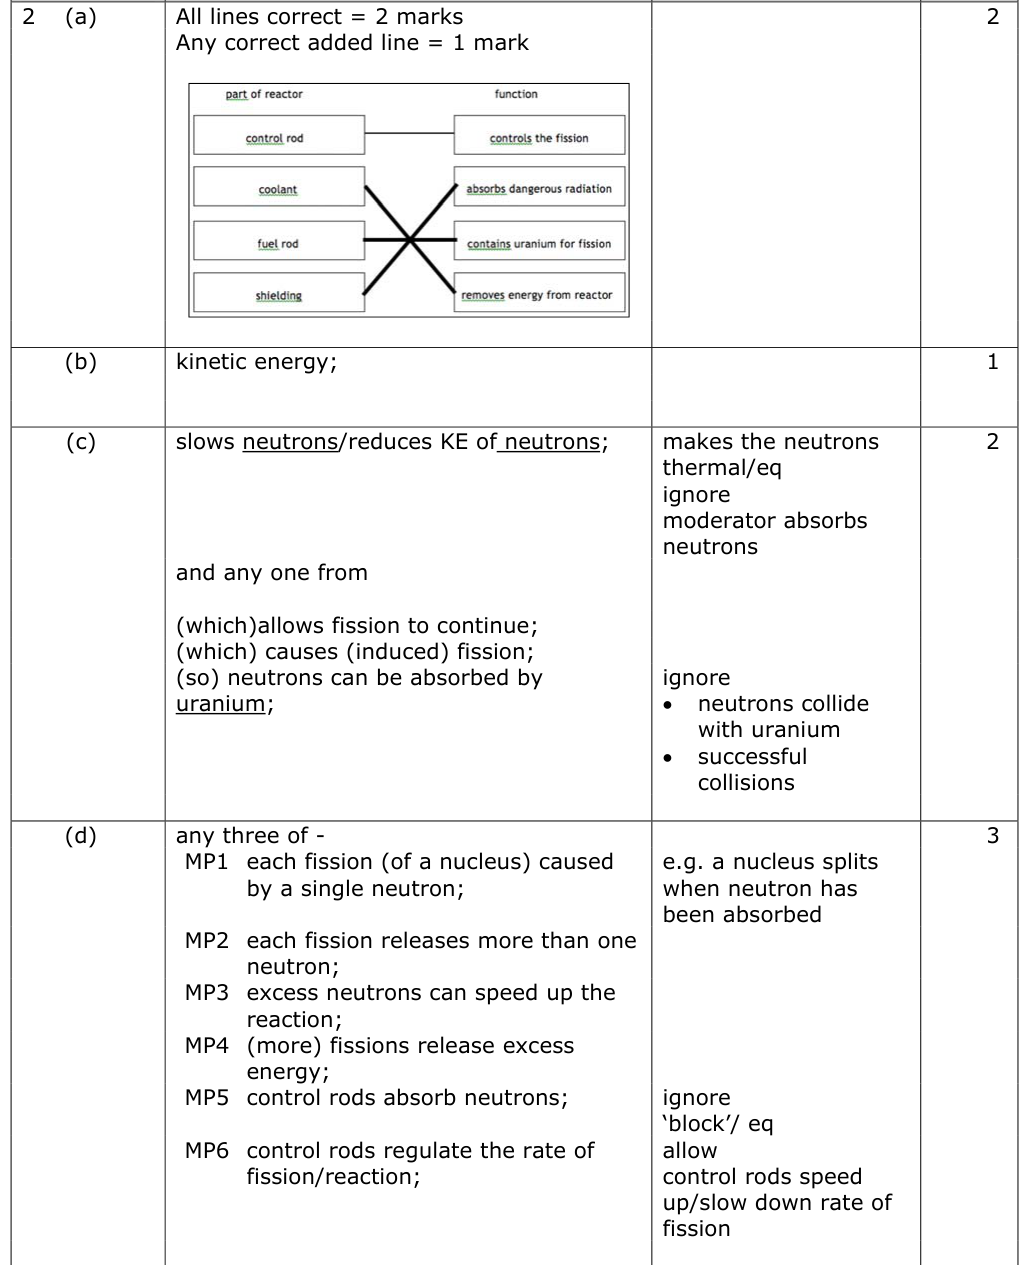 2 (a) All lines correct = 2 marks 2
Any correct added line = 1 mark
part of reactor function
control rod controls the fission
coolant absorbs dangerous radiation
fuel rod contains uranium for fission
shielding removes energy from reactor
(b) kinetic energy; 1
(c) slows neutrons/reduces KE of neutrons; makes the neutrons 2
thermal/eq
ignore
moderator absorbs
neutrons
and any one from
(which)allows fission to continue;
(which) causes (induced) fission;
(so) neutrons can be absorbed by ignore
uranium; • neutrons collide
with uranium
• successful
collisions
(d) any three of - 3
MP1 each fission (of a nucleus) caused e.g. a nucleus splits
by a single neutron; when neutron has
been absorbed
MP2 each fission releases more than one
neutron;
MP3 excess neutrons can speed up the
reaction;
MP4 (more) fissions release excess
energy;
MP5 control rods absorb neutrons; ignore
‘block’/ eq
MP6 control rods regulate the rate of allow
fission/reaction; control rods speed
up/slow down rate of
fission